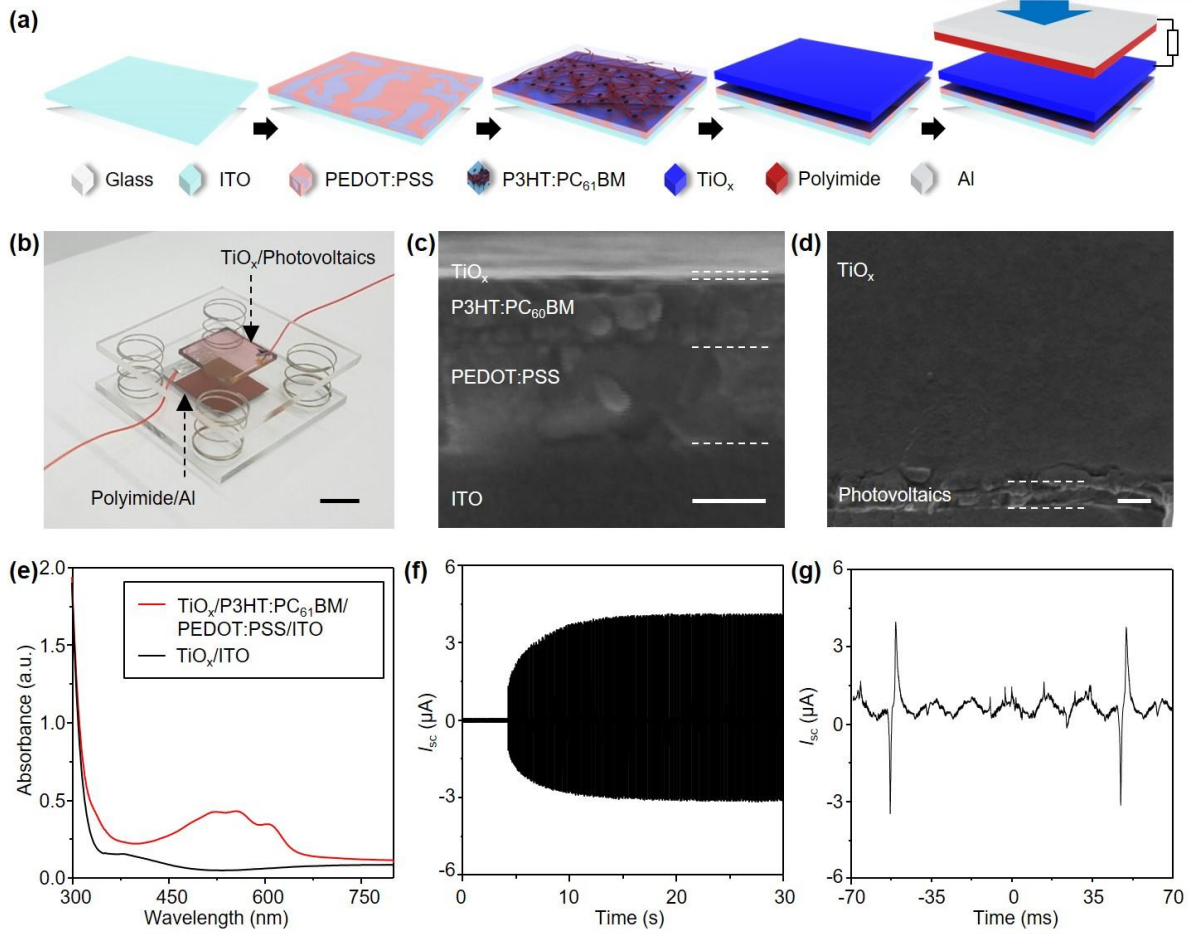 (a)
Glass ITO PEDOT:PSS P3HT:PC₆₁BM TiOₓ Polyimide Al
(b)
TiOₓ/Photovoltaics
Polyimide/Al
(c)
TiOₓ
P3HT:PC₆₀BM
PEDOT:PSS
ITO
(d)
TiOₓ
Photovoltaics
(e)
2.0
1.5
1.0
0.5
0.0
Absorbance (a.u.)
TiOₓ/P3HT:PC₆₁BM/
PEDOT:PSS/ITO
TiOₓ/ITO
300 450 600 750
Wavelength (nm)
(f)
6
3
0
-3
-6
Isc (μA)
0 10 20 30
Time (s)
(g)
6
3
0
-3
-6
Isc (μA)
-70 -35 0 35 70
Time (ms)